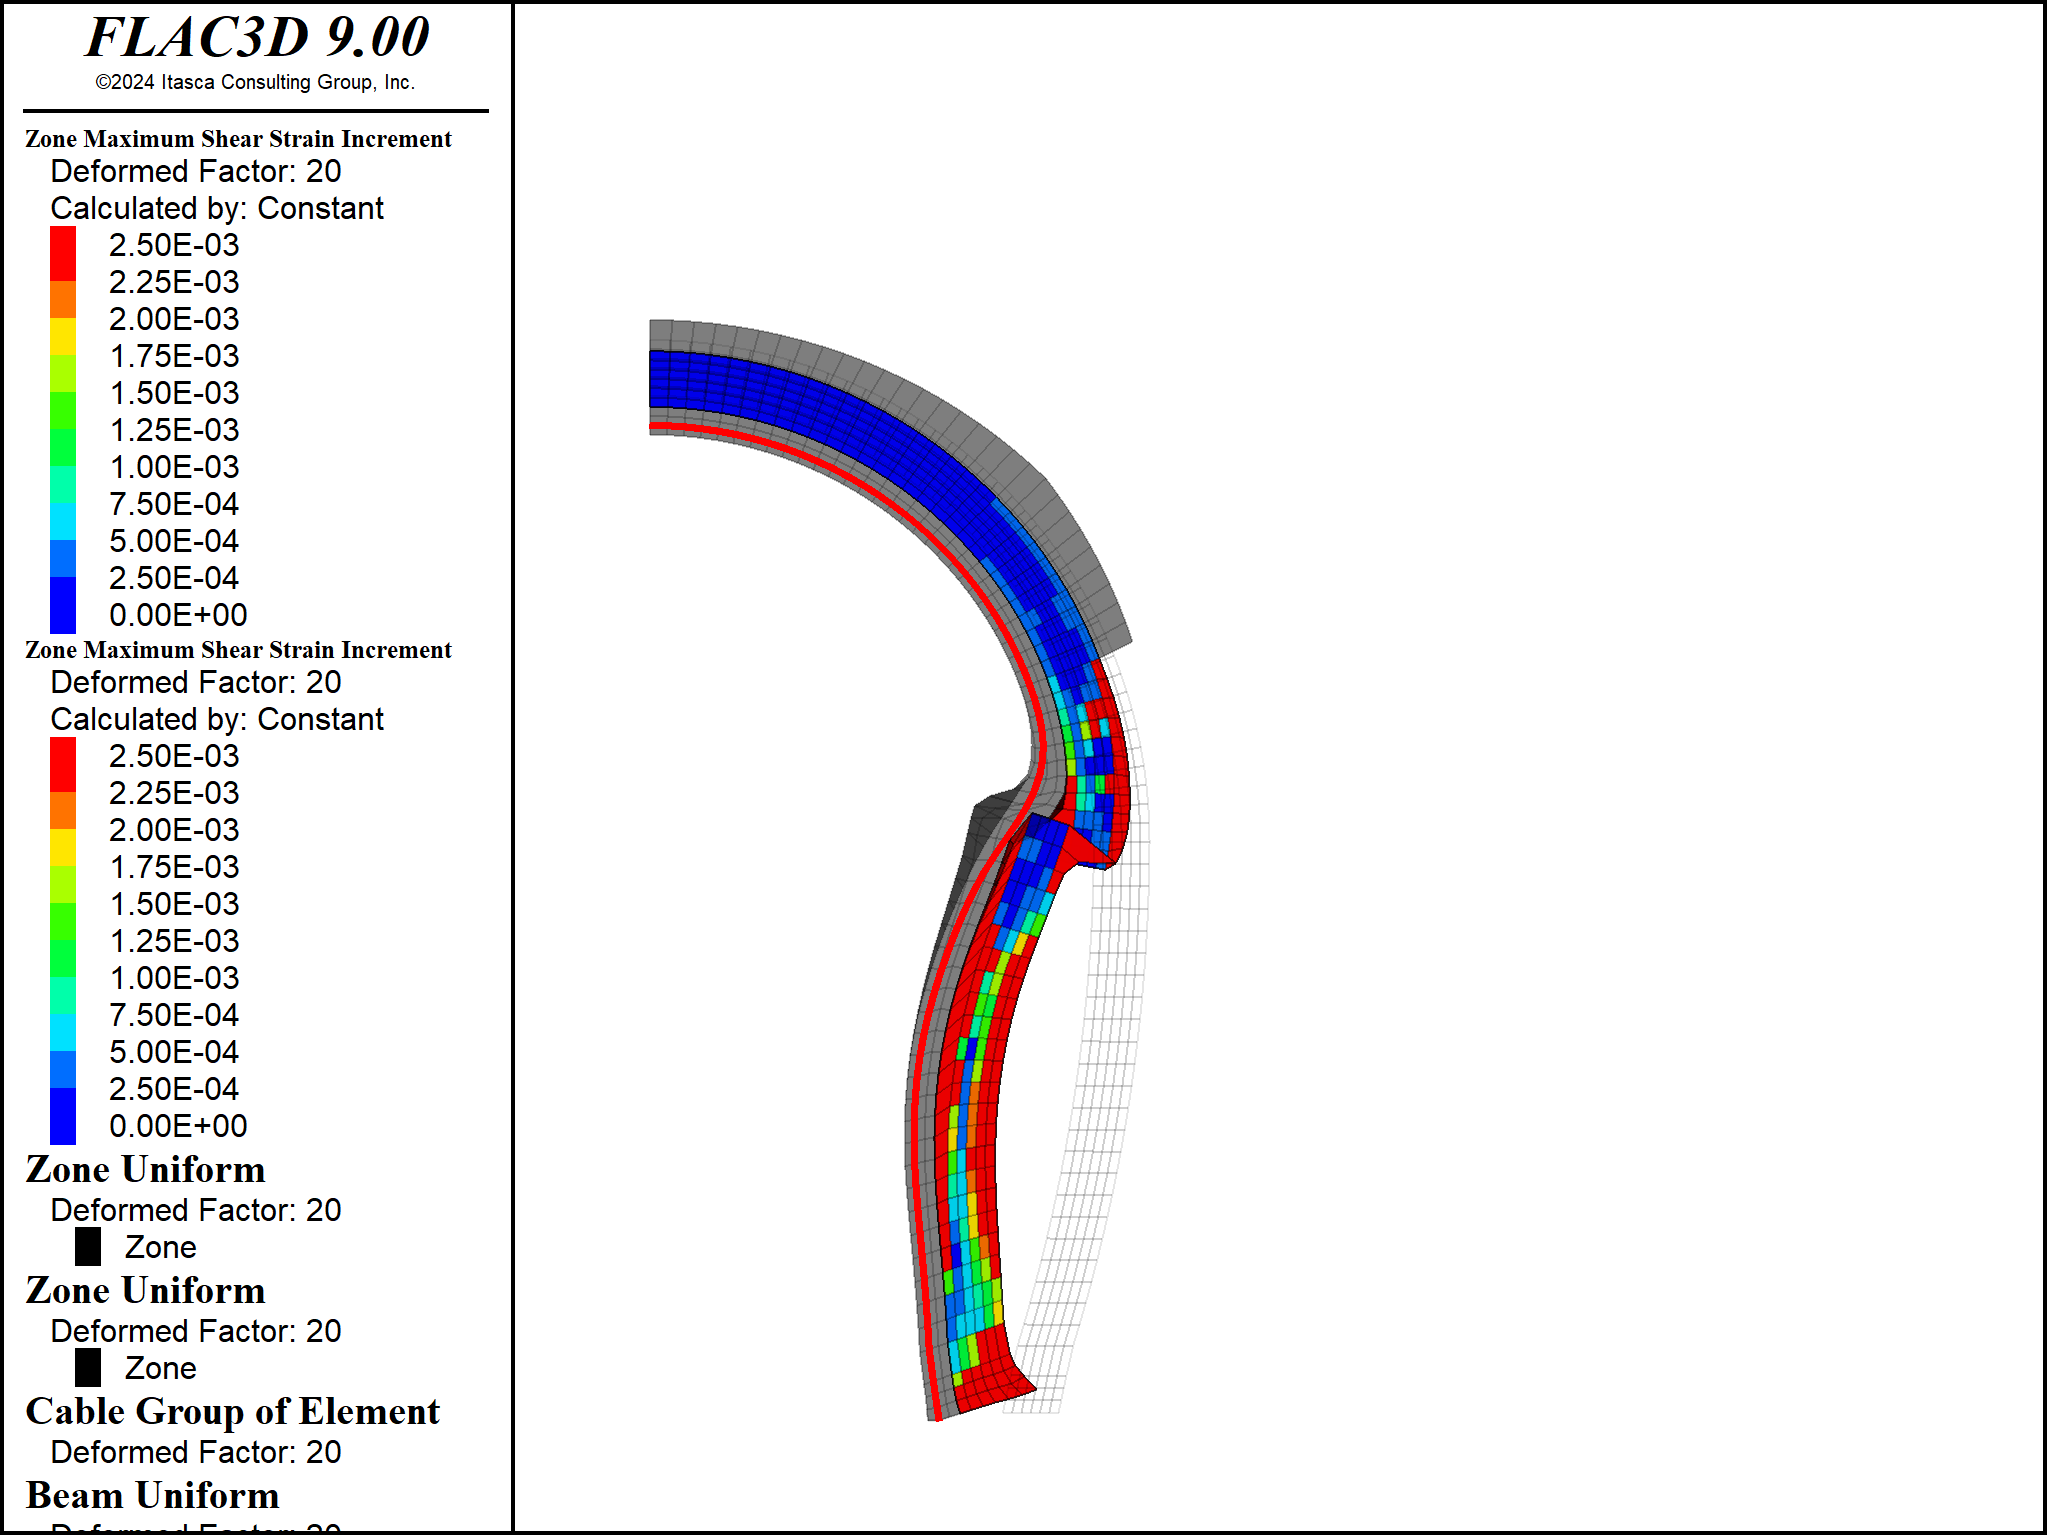 FLAC3D 9.00
©2024 Itasca Consulting Group, Inc.
Zone Maximum Shear Strain Increment
Deformed Factor: 20
Calculated by: Constant
2.50E-03
2.25E-03
2.00E-03
1.75E-03
1.50E-03
1.25E-03
1.00E-03
7.50E-04
5.00E-04
2.50E-04
0.00E+00
Zone Maximum Shear Strain Increment
Deformed Factor: 20
Calculated by: Constant
2.50E-03
2.25E-03
2.00E-03
1.75E-03
1.50E-03
1.25E-03
1.00E-03
7.50E-04
5.00E-04
2.50E-04
0.00E+00
Zone Uniform
Deformed Factor: 20
Zone
Zone Uniform
Deformed Factor: 20
Zone
Cable Group of Element
Deformed Factor: 20
Beam Uniform